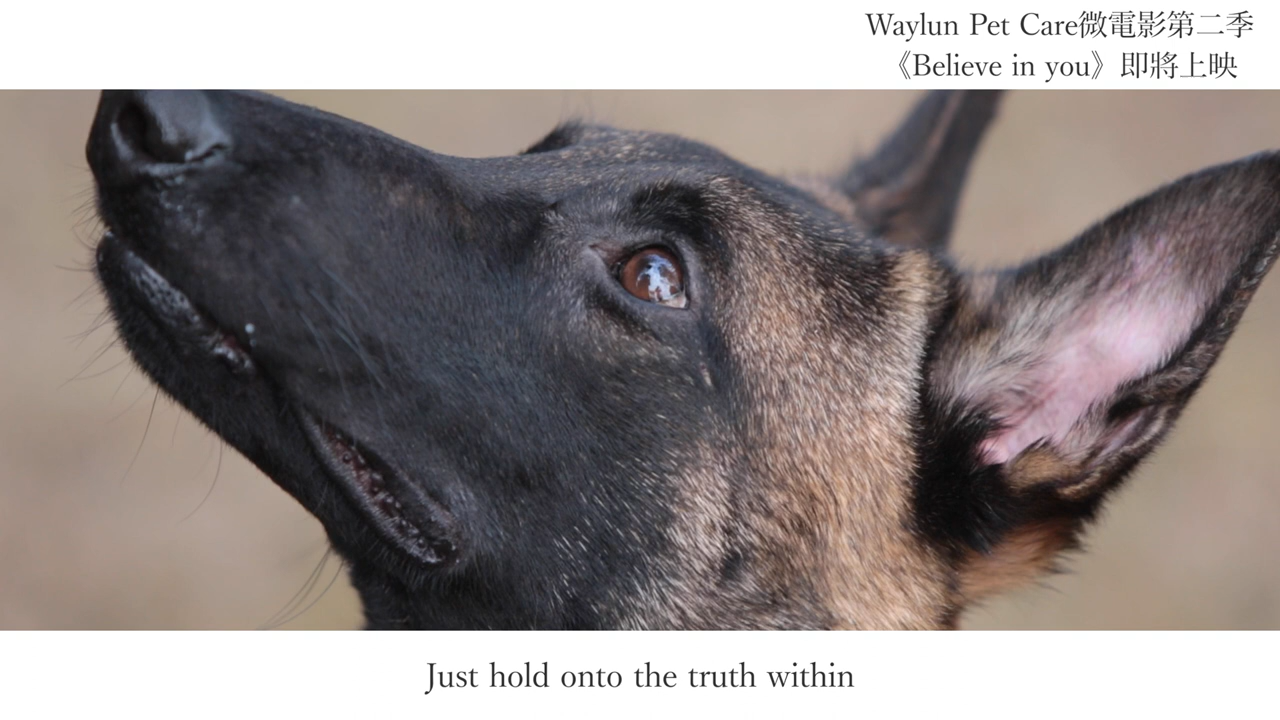 Waylun Pet Care微電影第二季
《Believe in you》即將上映
Just hold onto the truth within